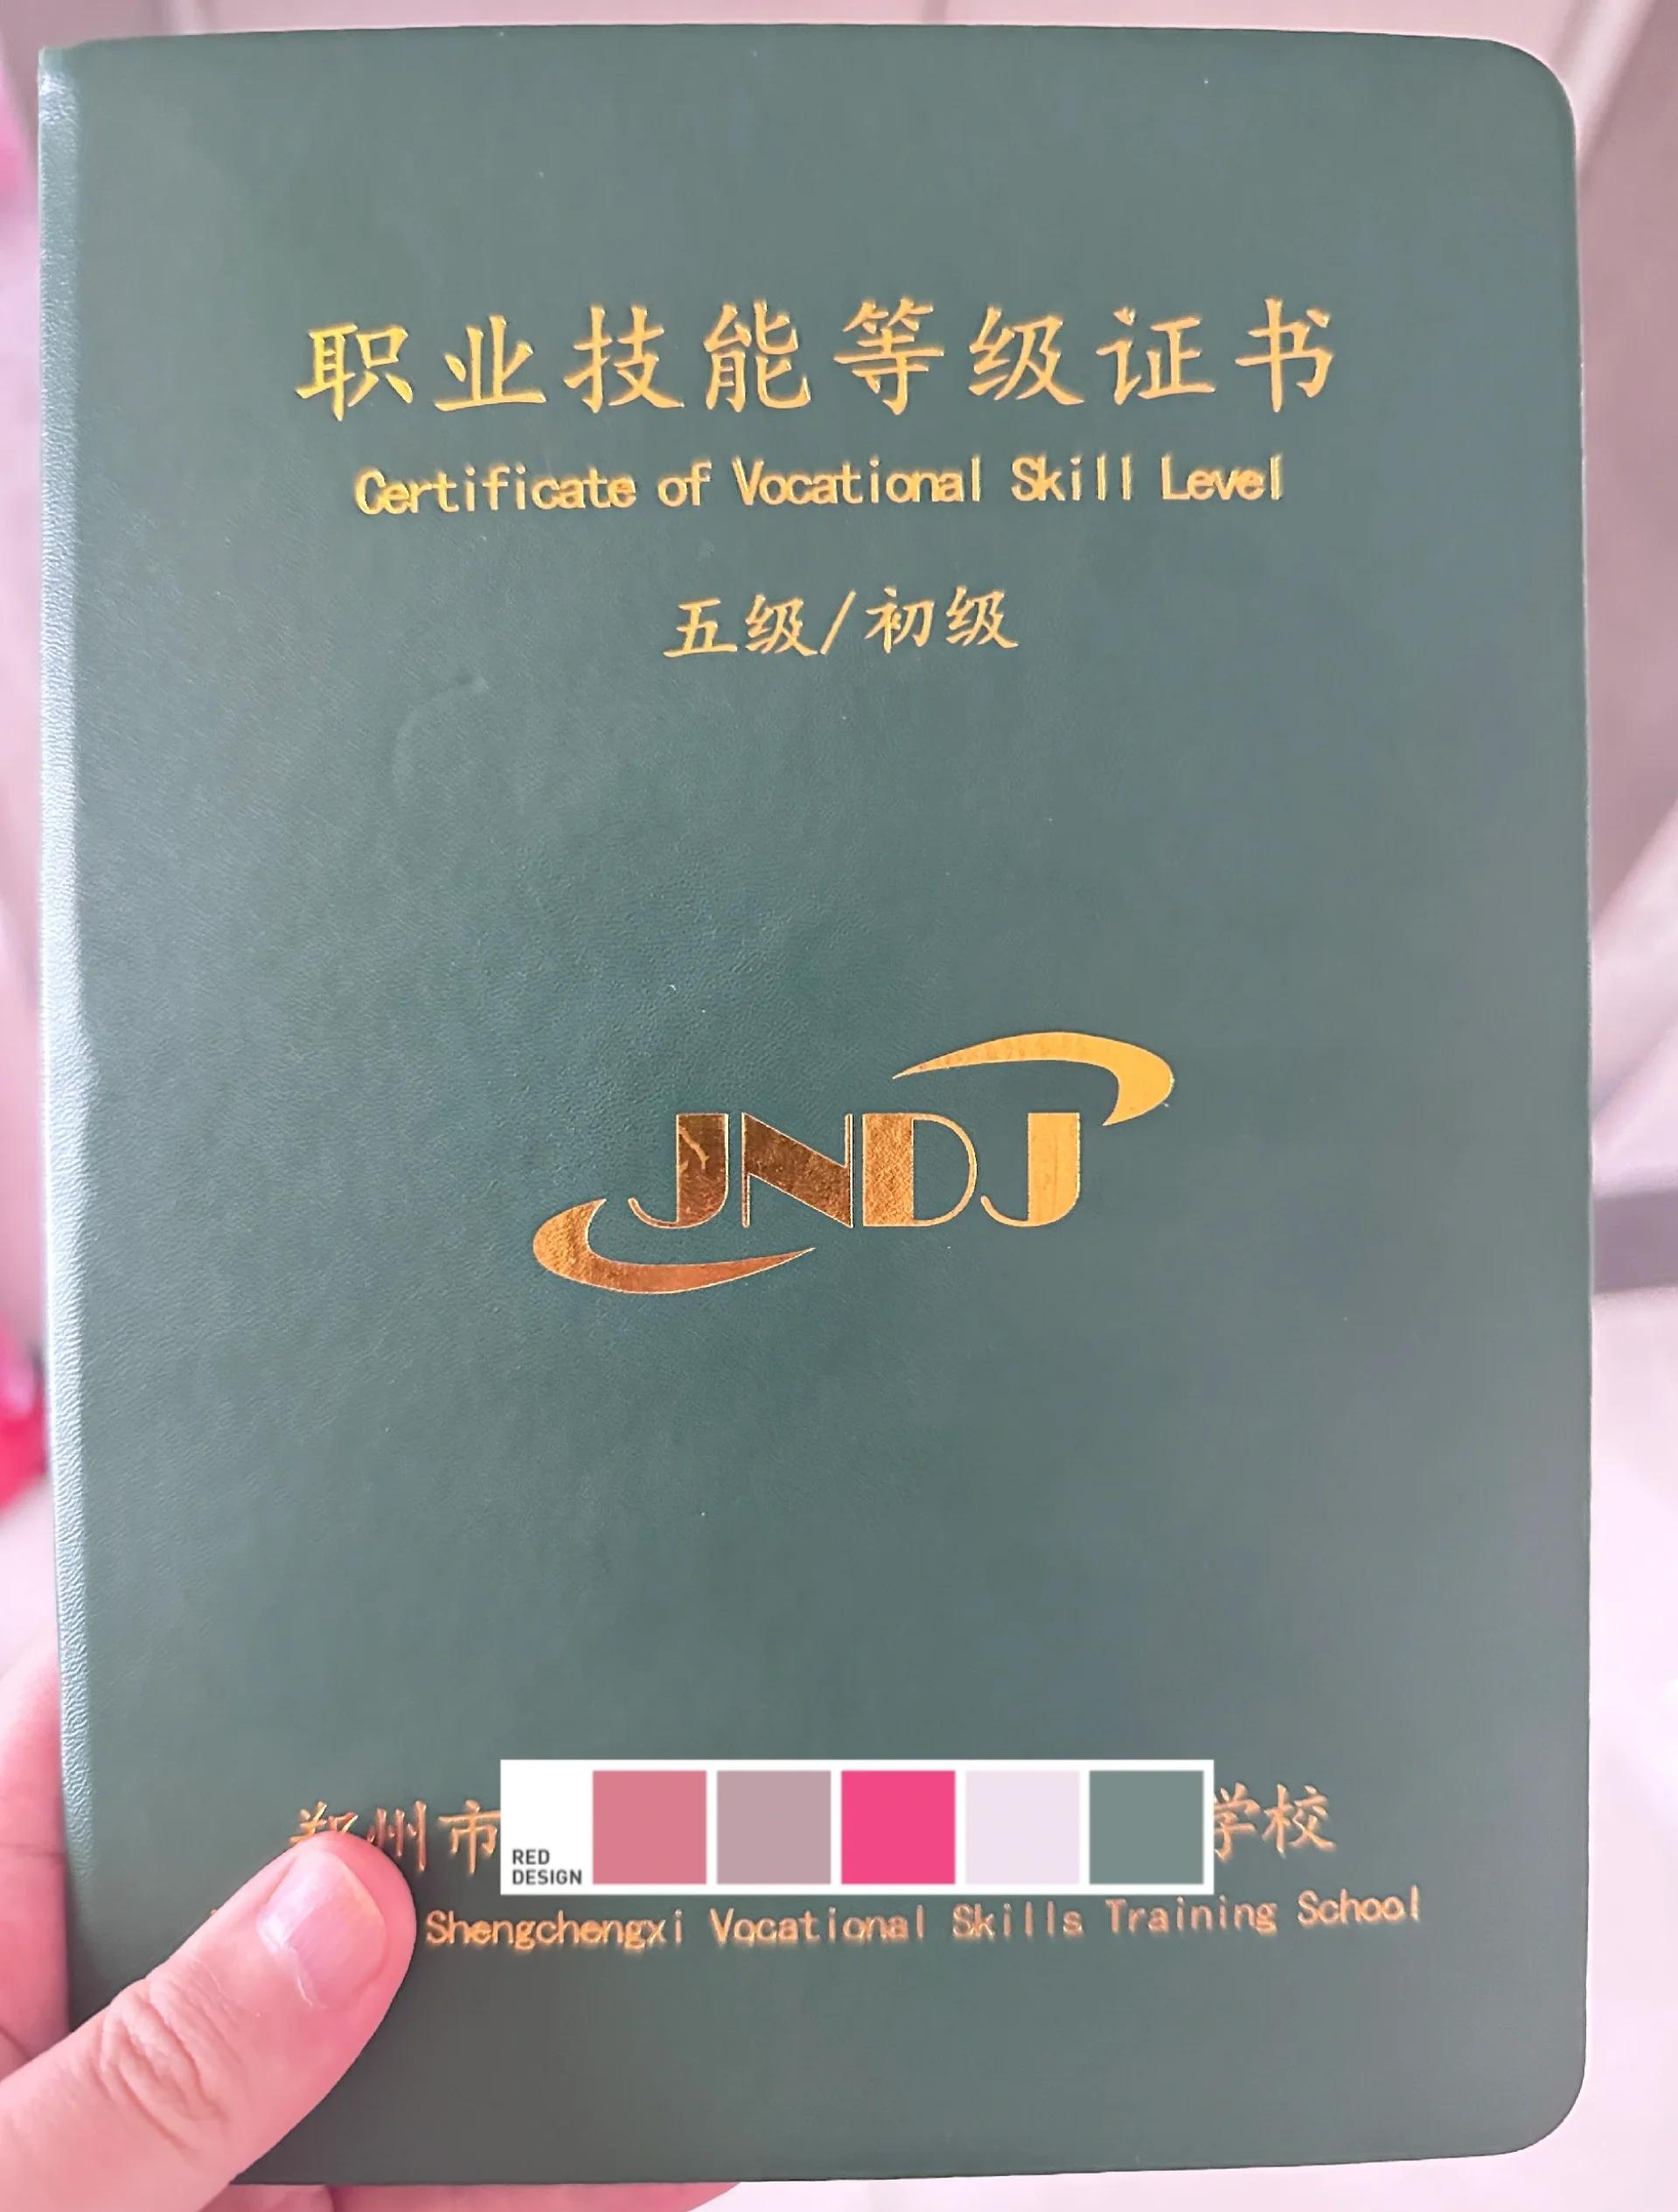 职业技能等级证书
Certificate of Vocational Skill Level
五级/初级
JNDJ
郑州市
学校
RED
DESIGN
Shengchengxi Vocational Skills Training School